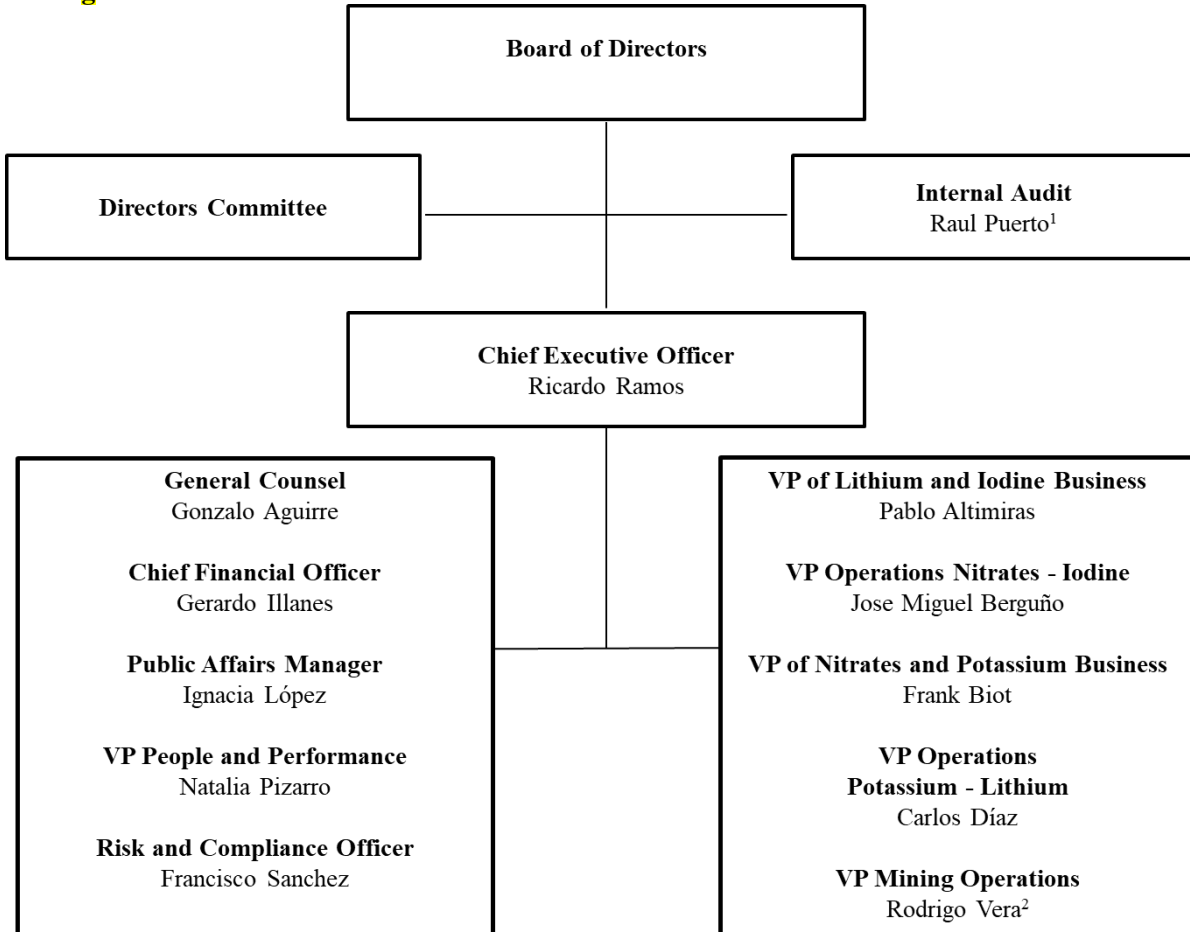 Board of Directors
Directors Committee
Internal Audit
Raul Puerto¹
Chief Executive Officer
Ricardo Ramos
General Counsel
Gonzalo Aguirre
Chief Financial Officer
Gerardo Illanes
Public Affairs Manager
Ignacia López
VP People and Performance
Natalia Pizarro
Risk and Compliance Officer
Francisco Sanchez
VP of Lithium and Iodine Business
Pablo Altimiras
VP Operations Nitrates - Iodine
Jose Miguel Berguño
VP of Nitrates and Potassium Business
Frank Biot
VP Operations
Potassium - Lithium
Carlos Díaz
VP Mining Operations
Rodrigo Vera²